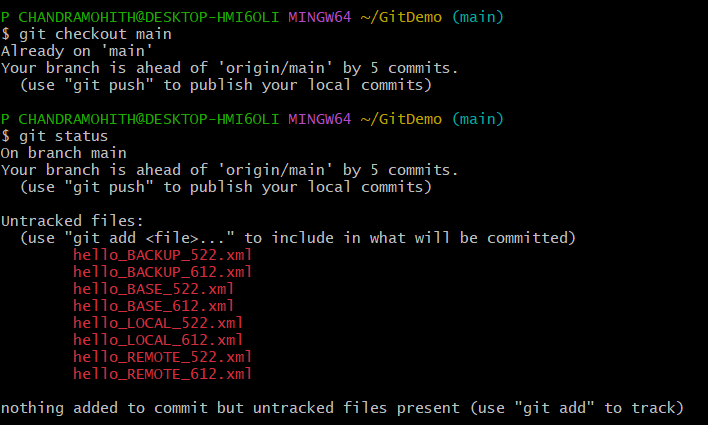 P CHANDRAMOHITH@DESKTOP-HMI6OLI MINGW64 ~/GitDemo (main)
$ git checkout main
Already on 'main'
Your branch is ahead of 'origin/main' by 5 commits.
  (use "git push" to publish your local commits)

P CHANDRAMOHITH@DESKTOP-HMI6OLI MINGW64 ~/GitDemo (main)
$ git status
On branch main
Your branch is ahead of 'origin/main' by 5 commits.
  (use "git push" to publish your local commits)

Untracked files:
  (use "git add <file>..." to include in what will be committed)
        hello_BACKUP_522.xml
        hello_BACKUP_612.xml
        hello_BASE_522.xml
        hello_BASE_612.xml
        hello_LOCAL_522.xml
        hello_LOCAL_612.xml
        hello_REMOTE_522.xml
        hello_REMOTE_612.xml

nothing added to commit but untracked files present (use "git add" to track)